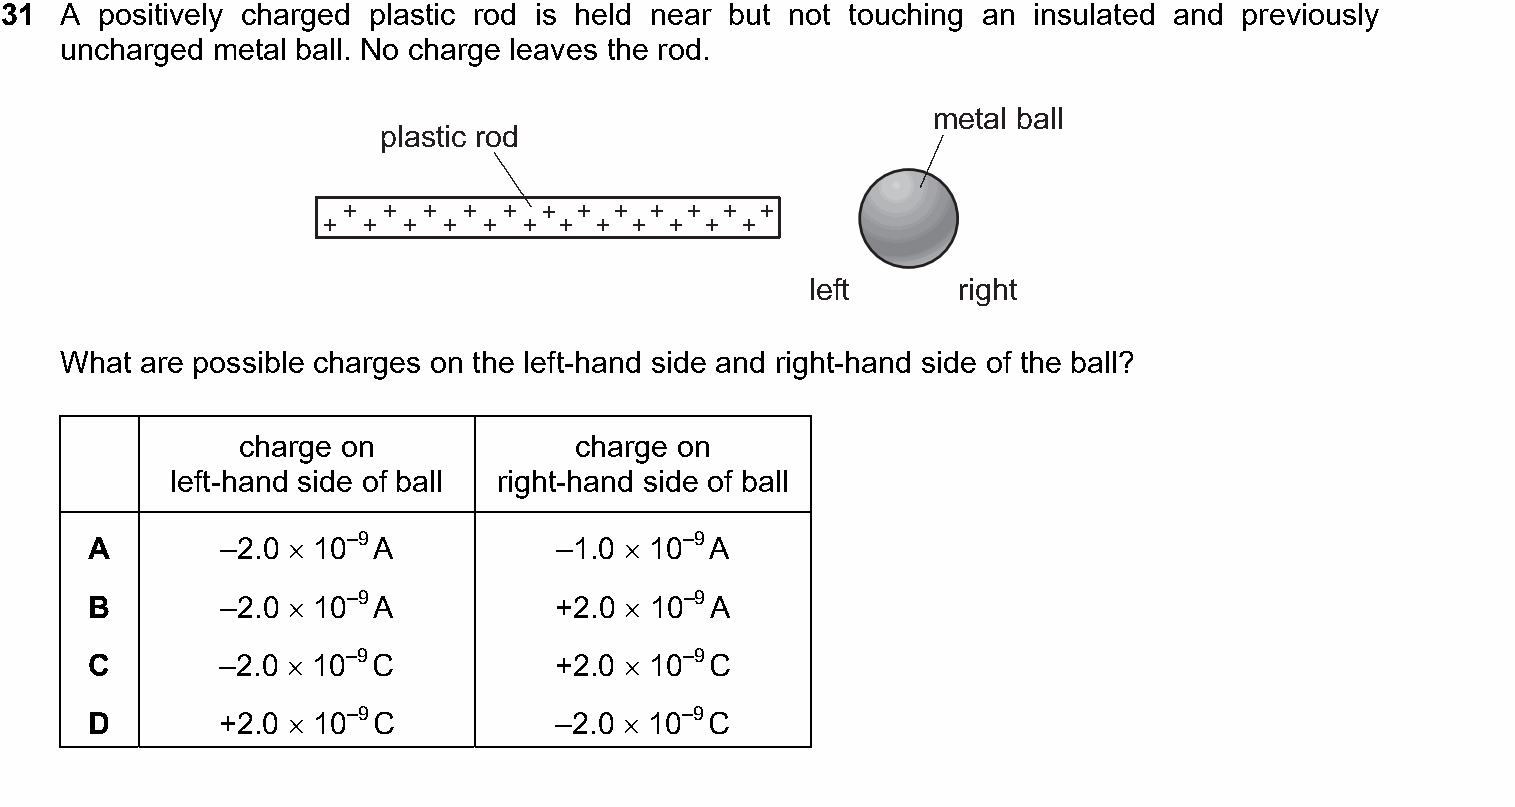 31 A positively charged plastic rod is held near but not touching an insulated and previously
uncharged metal ball. No charge leaves the rod.
metal ball
plastic rod
+ + + + + + + + + + + +
+ + + + + + + + + + + +
left right
What are possible charges on the left-hand side and right-hand side of the ball?
charge on left-hand side of ball charge on right-hand side of ball
A –2.0 × 10⁻⁹ A –1.0 × 10⁻⁹ A
B –2.0 × 10⁻⁹ A +2.0 × 10⁻⁹ A
C –2.0 × 10⁻⁹ C +2.0 × 10⁻⁹ C
D +2.0 × 10⁻⁹ C –2.0 × 10⁻⁹ C